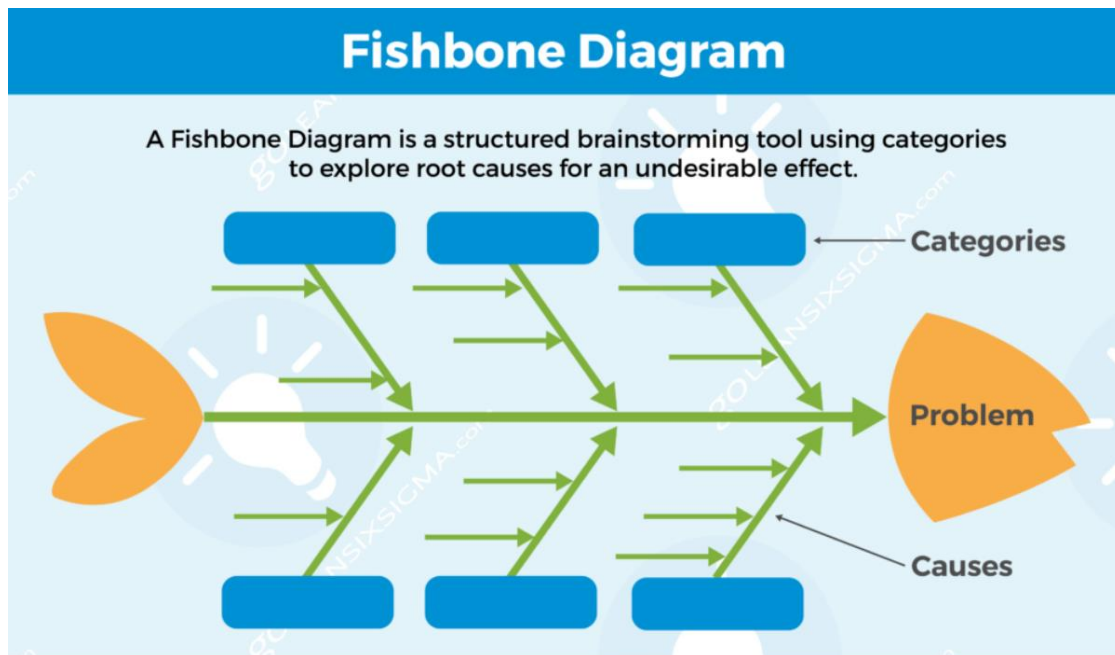 Fishbone Diagram
A Fishbone Diagram is a structured brainstorming tool using categories
to explore root causes for an undesirable effect.
Categories
Problem
Causes